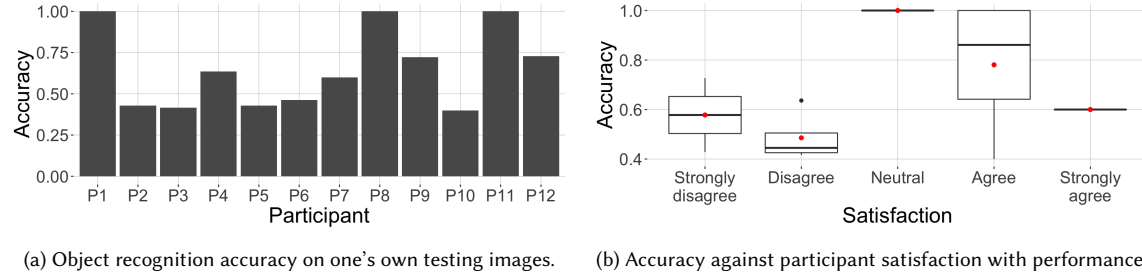 1.00
0.75
0.50
0.25
0.00
Accuracy
P1 P2 P3 P4 P5 P6 P7 P8 P9 P10 P11 P12
Participant
(a) Object recognition accuracy on one's own testing images.
1.0
0.8
0.6
0.4
Accuracy
Strongly disagree
Disagree
Neutral
Agree
Strongly agree
Satisfaction
(b) Accuracy against participant satisfaction with performance